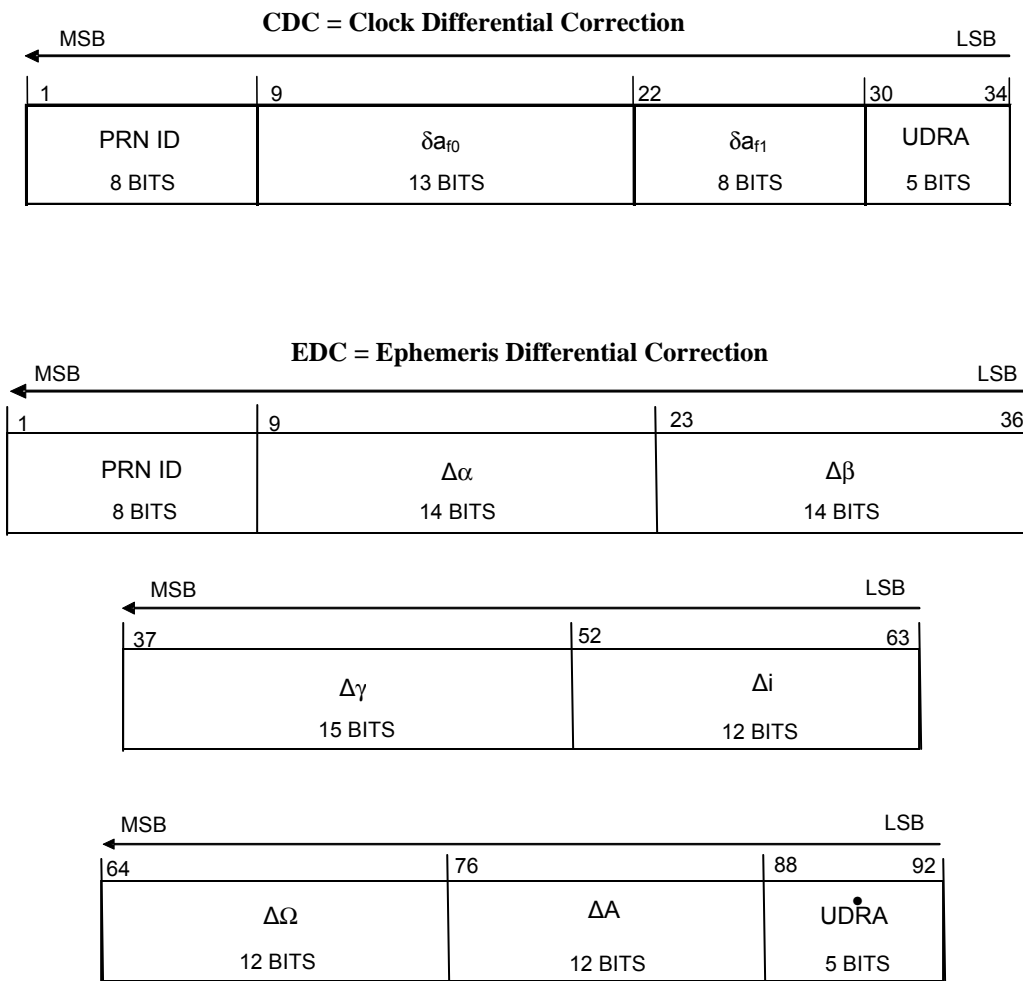 CDC = Clock Differential Correction
MSB LSB
1 9 22 30 34
PRN ID δaf0 δaf1 UDRA
8 BITS 13 BITS 8 BITS 5 BITS
EDC = Ephemeris Differential Correction
MSB LSB
1 9 23 36
PRN ID Δα Δβ
8 BITS 14 BITS 14 BITS
MSB LSB
37 52 63
Δγ Δi
15 BITS 12 BITS
MSB LSB
64 76 88 92
ΔΩ ΔA UDṘA
12 BITS 12 BITS 5 BITS